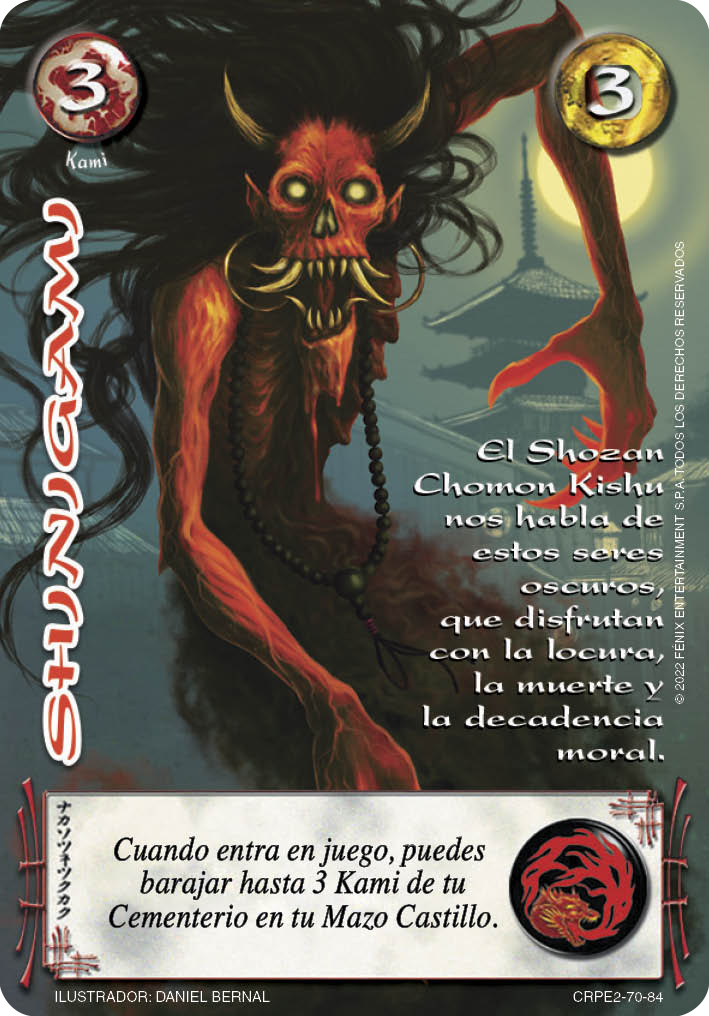 3
3
Kami
SHUNIGAMI
El Shozan
Chomon Kishu
nos habla de
estos seres
oscuros,
que disfrutan
con la locura,
la muerte y
la decadencia
moral.
© 2022 FÉNIX ENTERTAINMENT S.P.A. TODOS LOS DERECHOS RESERVADOS
ナカソツネツクカク
Cuando entra en juego, puedes
barajar hasta 3 Kami de tu
Cementerio en tu Mazo Castillo.
ILUSTRADOR: DANIEL BERNAL
CRPE2-70-84